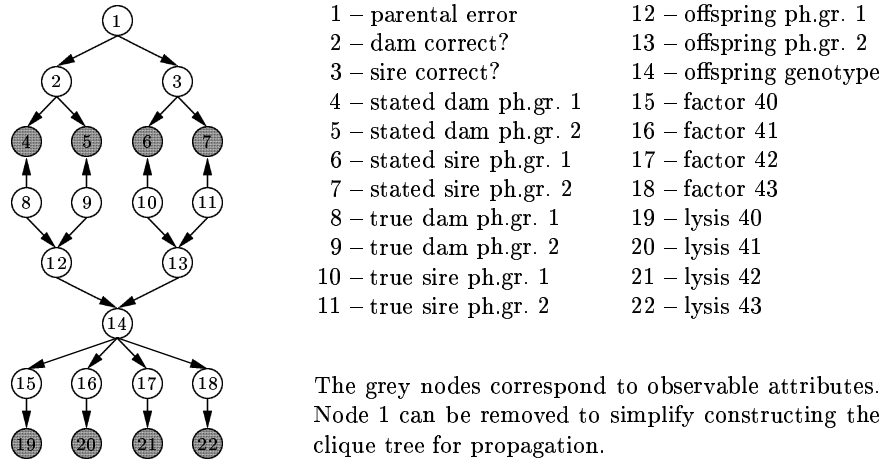 1
2 3
4 5 6 7
8 9 10 11
12 13
14
15 16 17 18
19 20 21 22
1 – parental error
2 – dam correct?
3 – sire correct?
4 – stated dam ph.gr. 1
5 – stated dam ph.gr. 2
6 – stated sire ph.gr. 1
7 – stated sire ph.gr. 2
8 – true dam ph.gr. 1
9 – true dam ph.gr. 2
10 – true sire ph.gr. 1
11 – true sire ph.gr. 2
12 – offspring ph.gr. 1
13 – offspring ph.gr. 2
14 – offspring genotype
15 – factor 40
16 – factor 41
17 – factor 42
18 – factor 43
19 – lysis 40
20 – lysis 41
21 – lysis 42
22 – lysis 43
The grey nodes correspond to observable attributes.
Node 1 can be removed to simplify constructing the
clique tree for propagation.